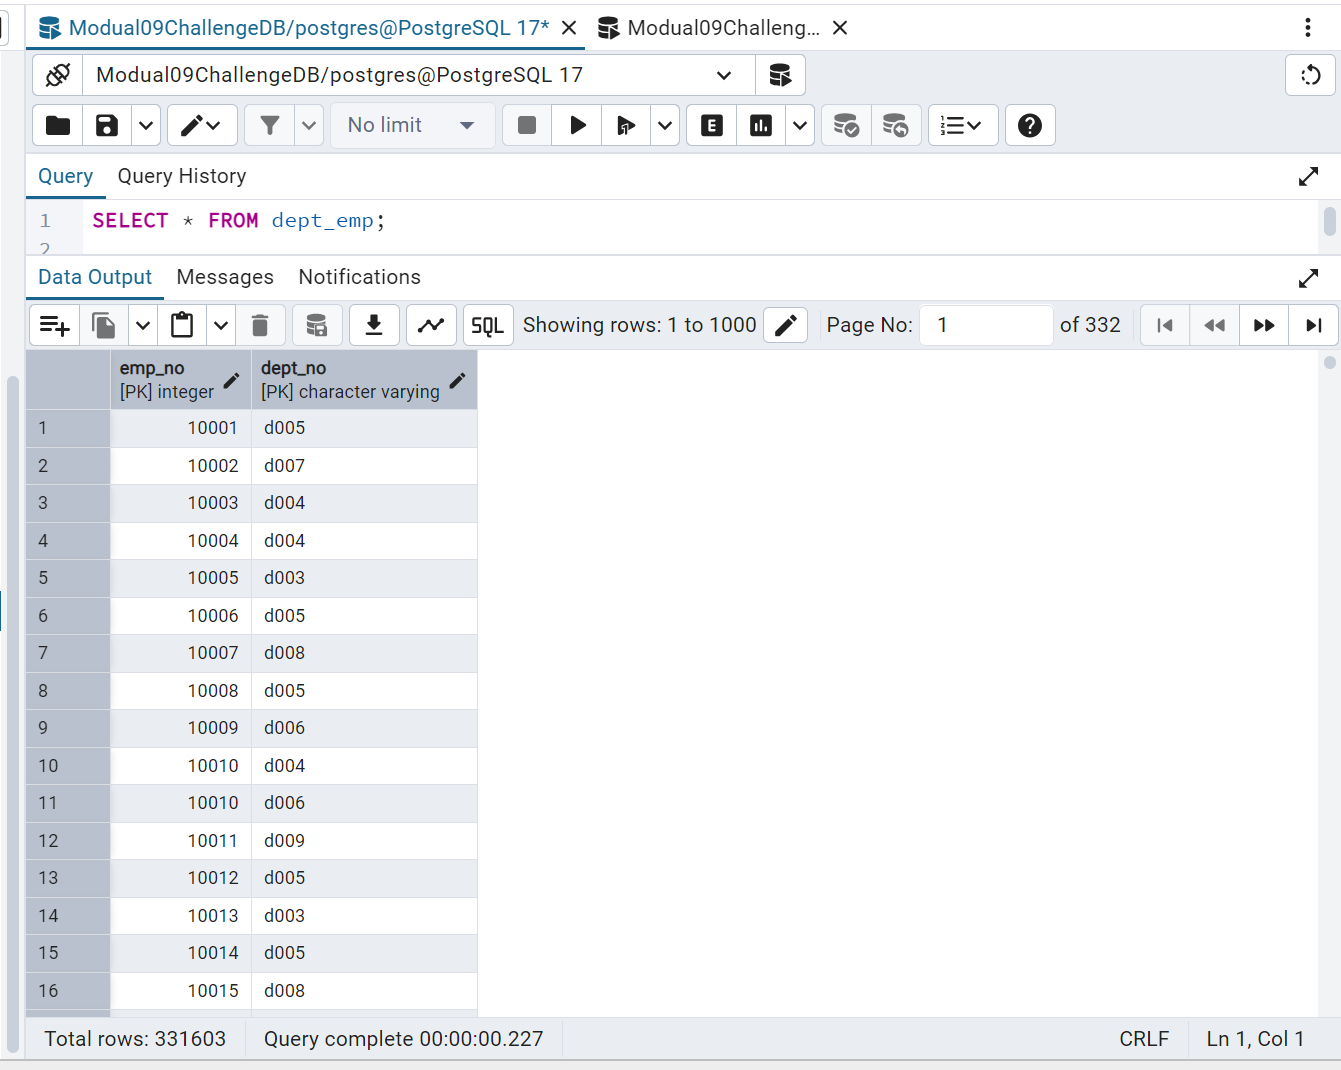 Modual09ChallengeDB/postgres@PostgreSQL 17* Modual09Challeng...
Modual09ChallengeDB/postgres@PostgreSQL 17
No limit
Query Query History
1 SELECT * FROM dept_emp;
2
Data Output Messages Notifications
SQL Showing rows: 1 to 1000 Page No: 1 of 332
emp_no dept_no
[PK] integer [PK] character varying
1 10001 d005
2 10002 d007
3 10003 d004
4 10004 d004
5 10005 d003
6 10006 d005
7 10007 d008
8 10008 d005
9 10009 d006
10 10010 d004
11 10010 d006
12 10011 d009
13 10012 d005
14 10013 d003
15 10014 d005
16 10015 d008
Total rows: 331603 Query complete 00:00:00.227 CRLF Ln 1, Col 1